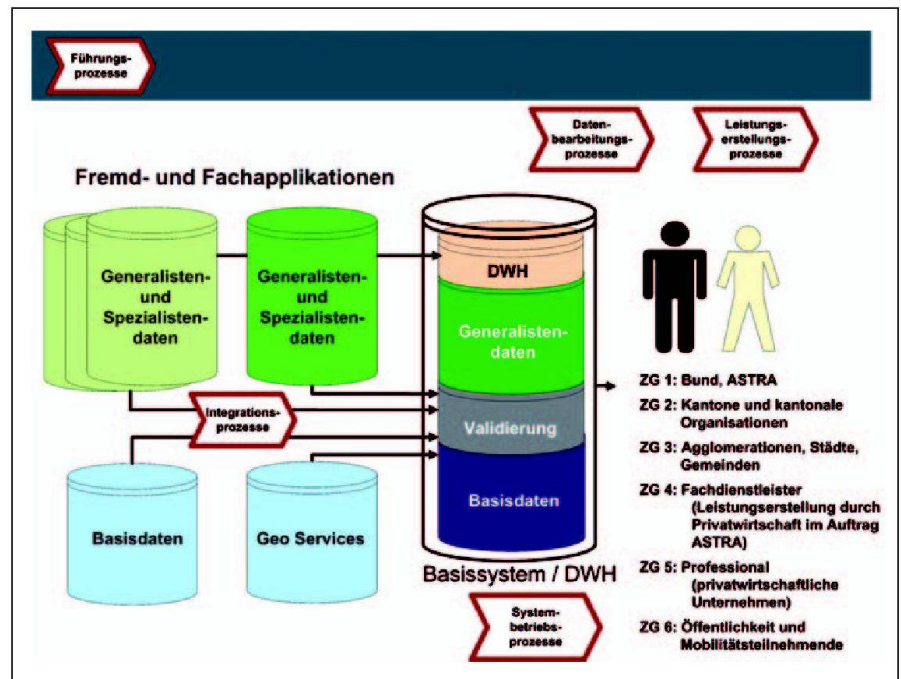 Führungs-
prozesse
Daten-
bearbeitungs-
prozesse
Leistungs-
erstellungs-
prozesse
Fremd- und Fachapplikationen
Generalisten-
und
Spezialisten-
daten
Generalisten-
und
Spezialisten-
daten
DWH
Generalisten-
daten
Validierung
Basisdaten
Integrations-
prozesse
Basisdaten
Geo Services
Basissystem / DWH
System-
betriebs-
prozesse
ZG 1: Bund, ASTRA
ZG 2: Kantone und kantonale
Organisationen
ZG 3: Agglomerationen, Städte,
Gemeinden
ZG 4: Fachdienstleister
(Leistungserstellung durch
Privatwirtschaft im Auftrag
ASTRA)
ZG 5: Professional
(privatwirtschaftliche
Unternehmen)
ZG 6: Öffentlichkeit und
Mobilitätsteilnehmende